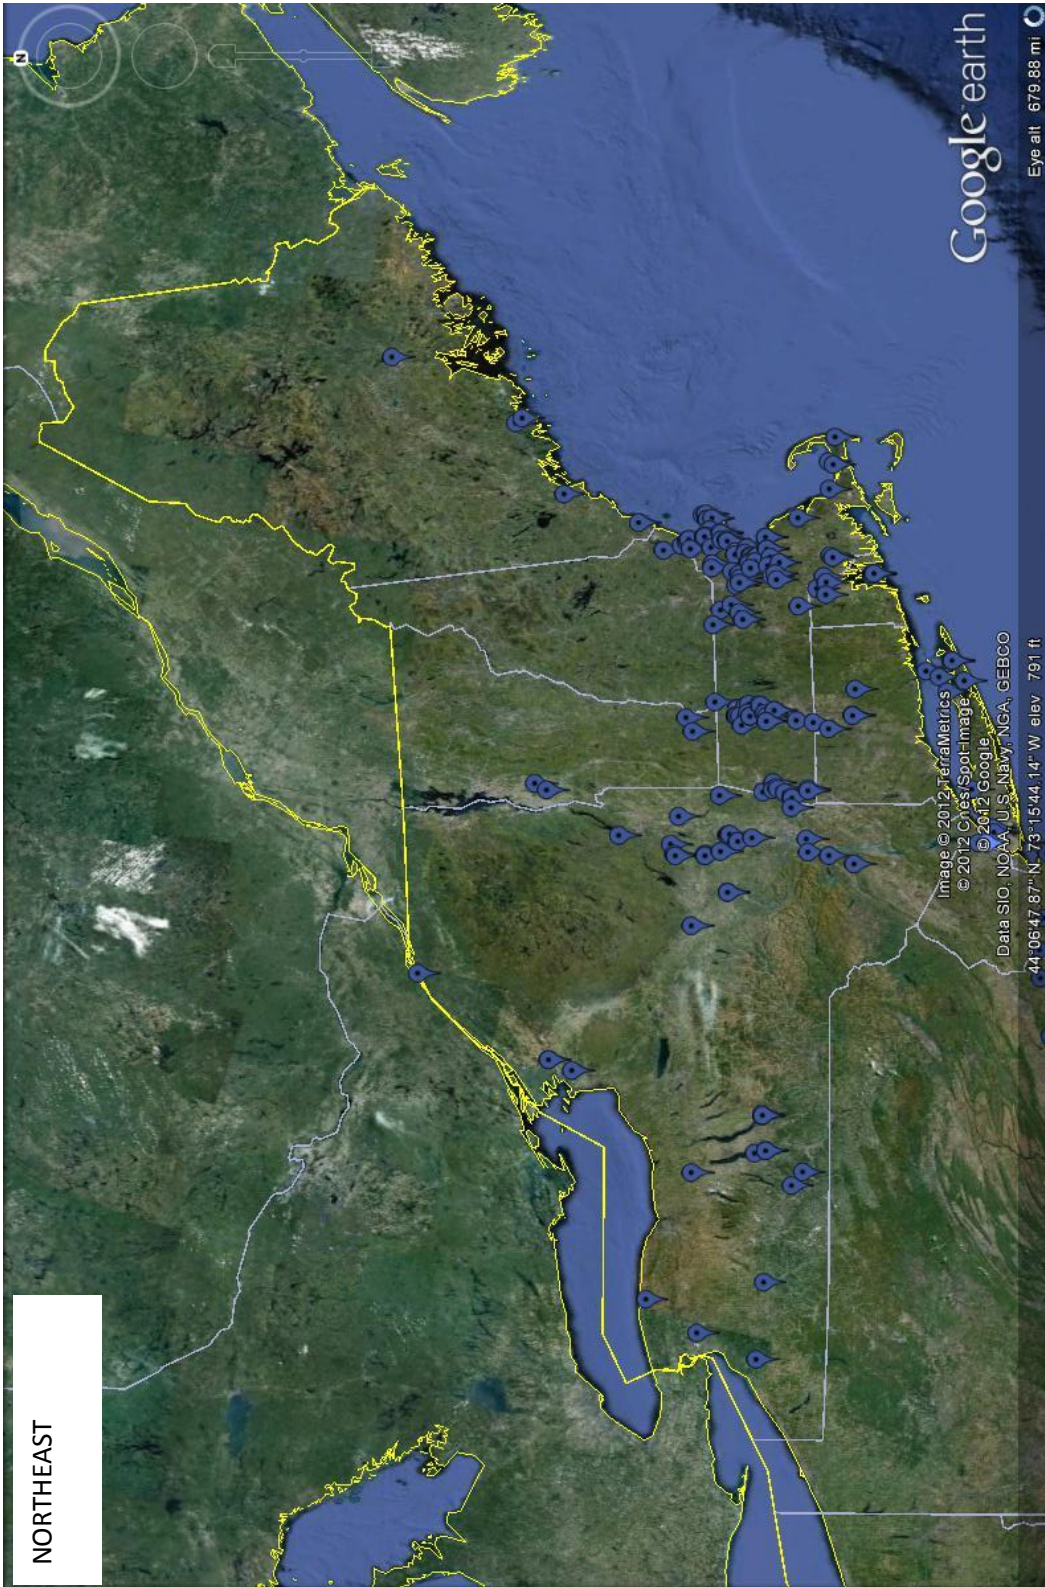 NORTHEAST
N
Image © 2012 TerraMetrics
© 2012 Cnes/Spot Image
© 2012 Google
Data SIO, NOAA, U.S. Navy, NGA, GEBCO
44°06'47.87" N 73°15'44.14" W elev 791 ft
Google earth
Eye alt 679.88 mi